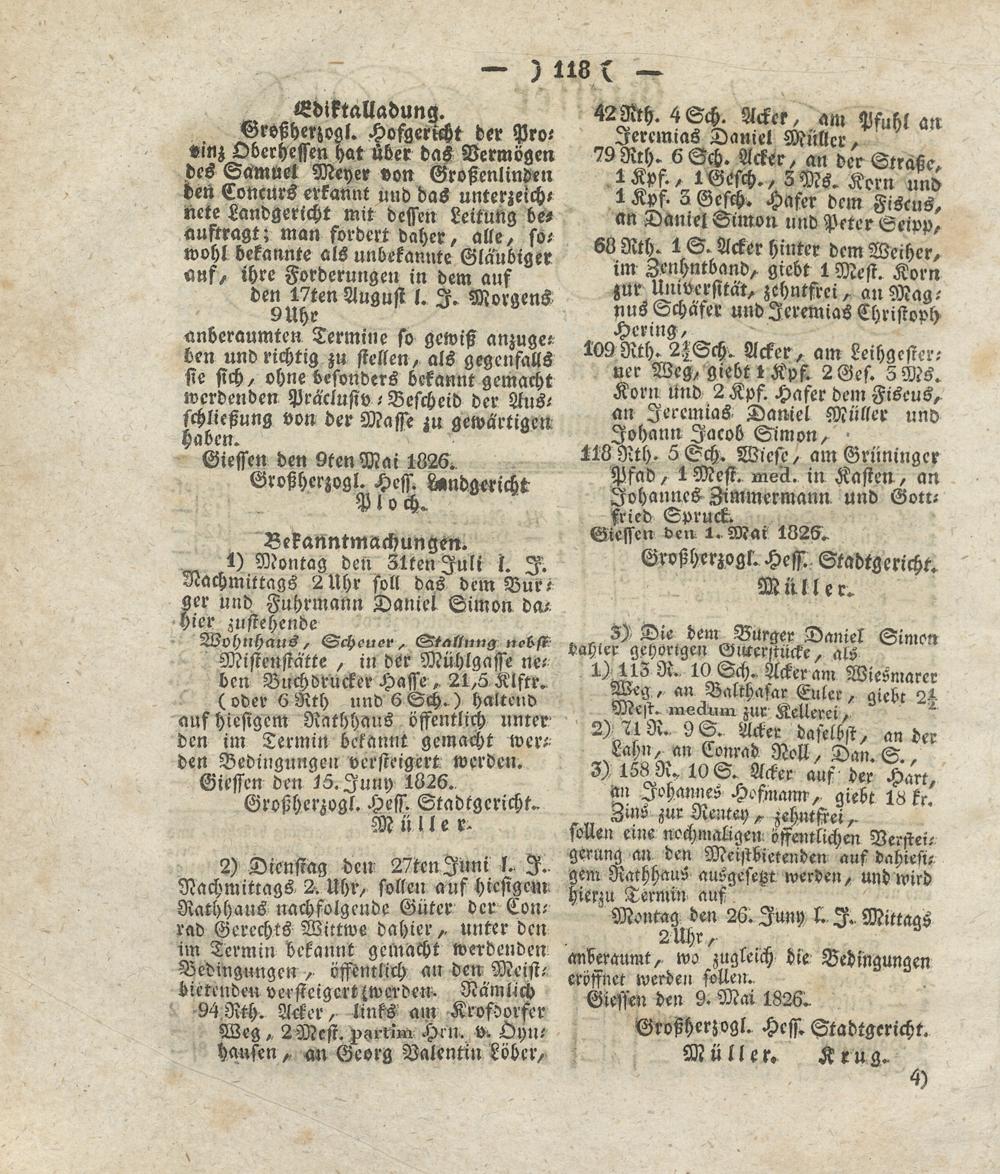 — ) 118 ( —
Ediktalladung.
Großherzogl. Hofgericht der Pro-
vinz Oberhessen hat über das Vermögen
des Samuel Meyer von Großenlinden
den Concurs erkannt und das unterzeich-
nete Landgericht mit dessen Leitung be-
auftragt; man fordert daher, alle, so-
wohl bekannte als unbekannte Gläubiger
auf, ihre Forderungen in dem auf
den 17ten August l. J. Morgens
9 Uhr
anberaumten Termine so gewiß anzuge-
ben und richtig zu stellen, als gegenfalls
sie sich, ohne besonders bekannt gemacht
werdenden Präclusiv-Bescheid der Aus-
schließung von der Masse zu gewärtigen
haben.
Giessen den 9ten Mai 1826.
Großherzogl. Hess. Landgericht
Ploch.
Bekanntmachungen.
1) Montag den 31ten Juli l. J.
Nachmittags 2 Uhr soll das dem Bür-
ger und Fuhrmann Daniel Simon da-
hier zustehende
Wohnhaus, Scheuer, Stallung nebst
Mistenstätte, in der Mühlgasse ne-
ben Buchdrucker Hasse, 21,5 Klftr.
(oder 6 Rth und 6 Sch.) haltend
auf hiesigem Rathhaus öffentlich unter
den im Termin bekannt gemacht wer-
den Bedingungen versteigert werden.
Giessen den 15. Juny 1826.
Großherzogl. Hess. Stadtgericht.
Müller.
2) Dienstag den 27ten Juni l. J.
Nachmittags 2. Uhr, sollen auf hiesigem
Rathhaus nachfolgende Güter der Con-
rad Gerechts Wittwe dahier, unter den
im Termin bekannt gemacht werdenden
Bedingungen, öffentlich an den Meist-
bietenden versteigert werden. Nämlich
94 Rth. Acker, links am Krofdorfer
Weg, 2 Mest. partim Hrn. v. Oyn-
hausen, an Georg Valentin Löber,
42 Rth. 4 Sch. Acker, am Pfuhl an
Jeremias Daniel Müller,
79 Rth. 6 Sch. Acker, an der Straße,
1 Kpf., 1 Gesch., 3 Ms. Korn und
1 Kpf. 3 Gesch. Hafer dem Fiscus,
an Daniel Simon und Peter Seipp,
68 Rth. 1 S. Acker hinter dem Weiher,
im Zenhntband, giebt 1 Mest. Korn
zur Universität, zehntfrei, an Mag-
nus Schäfer und Jeremias Christoph
Hering,
109 Rth. 2½ Sch. Acker, am Leihgester-
ner Weg, giebt 1 Kpf. 2 Ges. 3 Ms.
Korn und 2 Kpf. Hafer dem Fiscus,
an Jeremias Daniel Müller und
Johann Jacob Simon,
118 Rth. 5 Sch. Wiese, am Grüninger
Pfad, 1 Mest. med. in Kasten, an
Johannes Zimmermann und Gott-
fried Spruck.
Giessen den 1. Mai 1826.
Großherzogl. Hess. Stadtgericht.
Müller.
3) Die dem Bürger Daniel Simon
dahier gehörigen Güterstücke, als
1) 113 R. 10 Sch. Acker am Wiesmarer
Weg, an Balthasar Euler, giebt 2½
Mest. medum zur Kellerei,
2) 71 R. 9 S. Acker daselbst, an der
Lahn, an Conrad Noll, Dan. S.,
3) 158 R. 10 S. Acker auf der Hart,
an Johannes Hofmann, giebt 18 kr.
Zins zur Rentey, zehntfrei,
sollen eine nochmaligen öffentlichen Verstei-
gerung an den Meistbietenden auf dahiesi-
gem Rathhaus ausgesetzt werden, und wird
hierzu Termin auf
Montag den 26. Juny l. J. Mittags
2 Uhr,
anberaumt, wo zugleich die Bedingungen
eröffnet werden sollen.
Giessen den 9. Mai 1826.
Großherzogl. Hess. Stadtgericht.
Müller. Krug.
4)